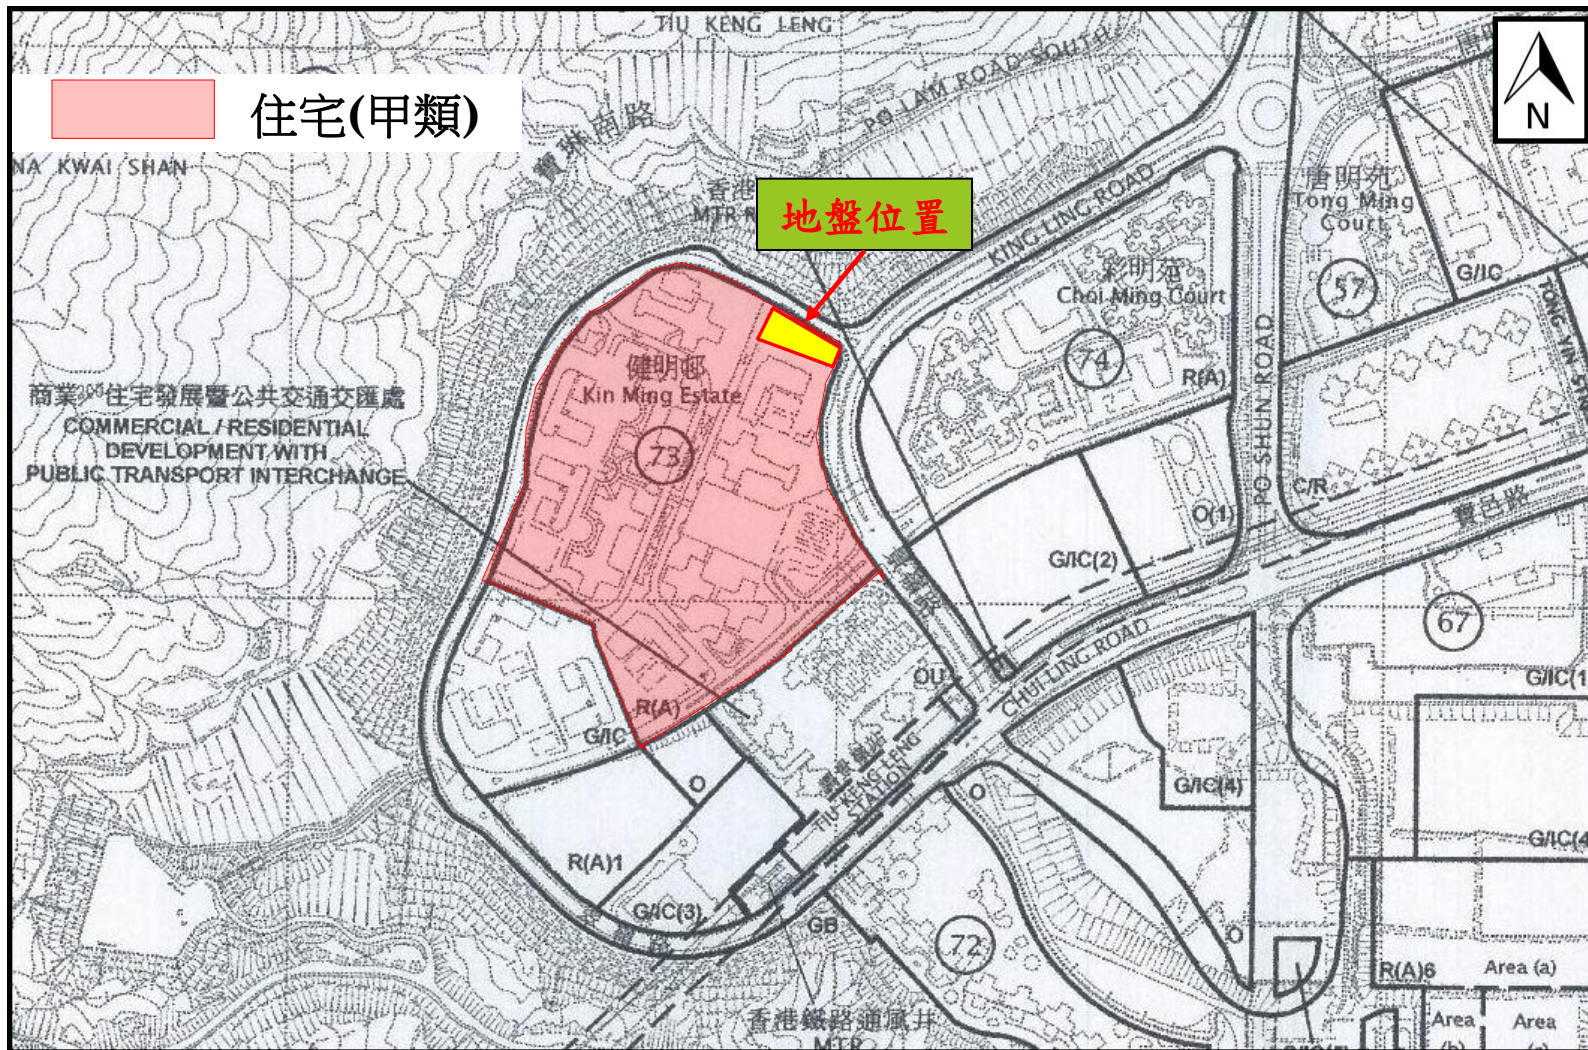 TIU KENG LENG
PO LAM ROAD SOUTH
住宅(甲類)
N
寶琳南路
NA KWAI SHAN
香港
MTR
地盤位置
KING LING ROAD
唐明苑
Tong Ming
Court
57
G/IC
彩明苑
Choi Ming Court
74
R(A)
PO SHUN ROAD
健明邨
Kin Ming Estate
73
商業 住宅發展暨公共交通交匯處
COMMERCIAL / RESIDENTIAL
DEVELOPMENT WITH
PUBLIC TRANSPORT INTERCHANGE
C/R
O(1)
寶邑路
G/IC(2)
67
CHUI LING ROAD
OU
G/IC(1
R(A)
G/IC
O
TIU KENG LENG
STATION
O
G/IC(4)
G/IC(4
R(A)1
G/IC(3)
GB
72
O
R(A)6
Area (a)
香港鐵路通風井
MTR
Area
Area